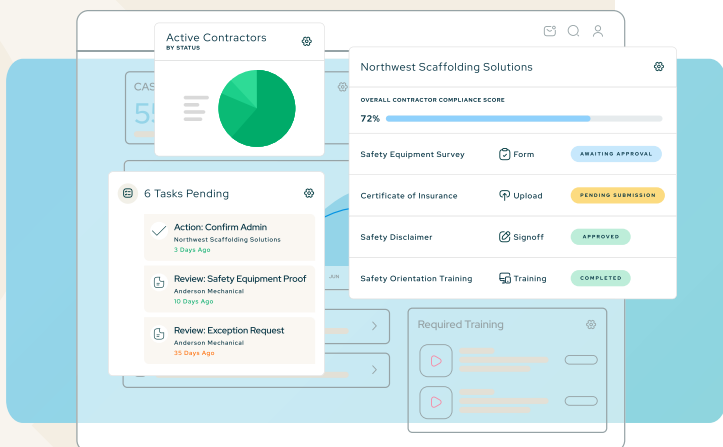 Active Contractors
BY STATUS
Northwest Scaffolding Solutions
OVERALL CONTRACTOR COMPLIANCE SCORE
72%
Safety Equipment Survey Form AWAITING APPROVAL
Certificate of Insurance Upload PENDING SUBMISSION
Safety Disclaimer Signoff APPROVED
Safety Orientation Training Training COMPLETED
6 Tasks Pending
Action: Confirm Admin
Northwest Scaffolding Solutions
3 Days Ago
Review: Safety Equipment Proof
Anderson Mechanical
10 Days Ago
Review: Exception Request
Anderson Mechanical
35 Days Ago
JUN
Required Training